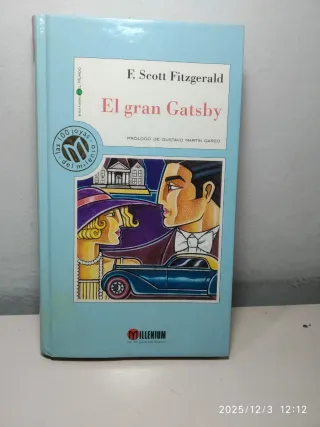 F. Scott Fitzgerald
El gran Gatsby
PRÓLOGO DE GUSTAVO MARTÍN GARZO
las 100 joyas
del milenio
MILLENIUM
2025/12/3 12:12